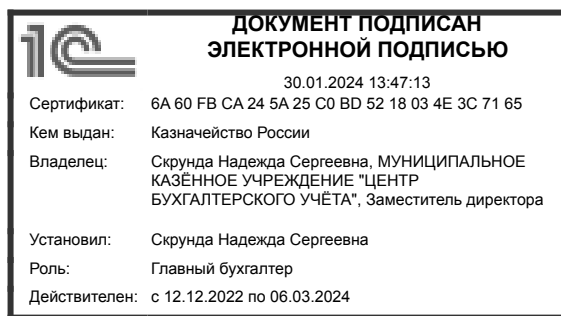 1С
ДОКУМЕНТ ПОДПИСАН
ЭЛЕКТРОННОЙ ПОДПИСЬЮ
30.01.2024 13:47:13
Сертификат: 6A 60 FB CA 24 5A 25 C0 BD 52 18 03 4E 3C 71 65
Кем выдан: Казначейство России
Владелец: Скрунда Надежда Сергеевна, МУНИЦИПАЛЬНОЕ
КАЗЁННОЕ УЧРЕЖДЕНИЕ "ЦЕНТР
БУХГАЛТЕРСКОГО УЧЁТА", Заместитель директора
Установил: Скрунда Надежда Сергеевна
Роль: Главный бухгалтер
Действителен: с 12.12.2022 по 06.03.2024